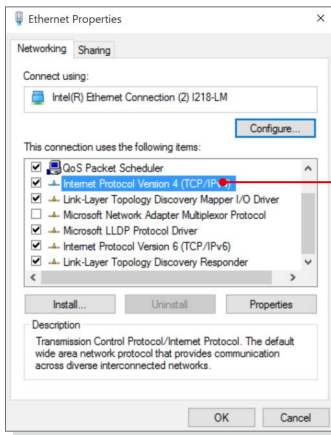 Ethernet Properties
Networking
Sharing
Connect using:
Intel(R) Ethernet Connection (2) I218-LM
Configure...
This connection uses the following items:
QoS Packet Scheduler
Internet Protocol Version 4 (TCP/IP
Link-Layer Topology Discovery Mapper I/O Driver
Microsoft Network Adapter Multiplexor Protocol
Microsoft LLDP Protocol Driver
Internet Protocol Version 6 (TCP/IPv6)
Link-Layer Topology Discovery Responder
Install...
Uninstall
Properties
Description
Transmission Control Protocol/Internet Protocol. The default
wide area network protocol that provides communication
across diverse interconnected networks.
OK
Cancel